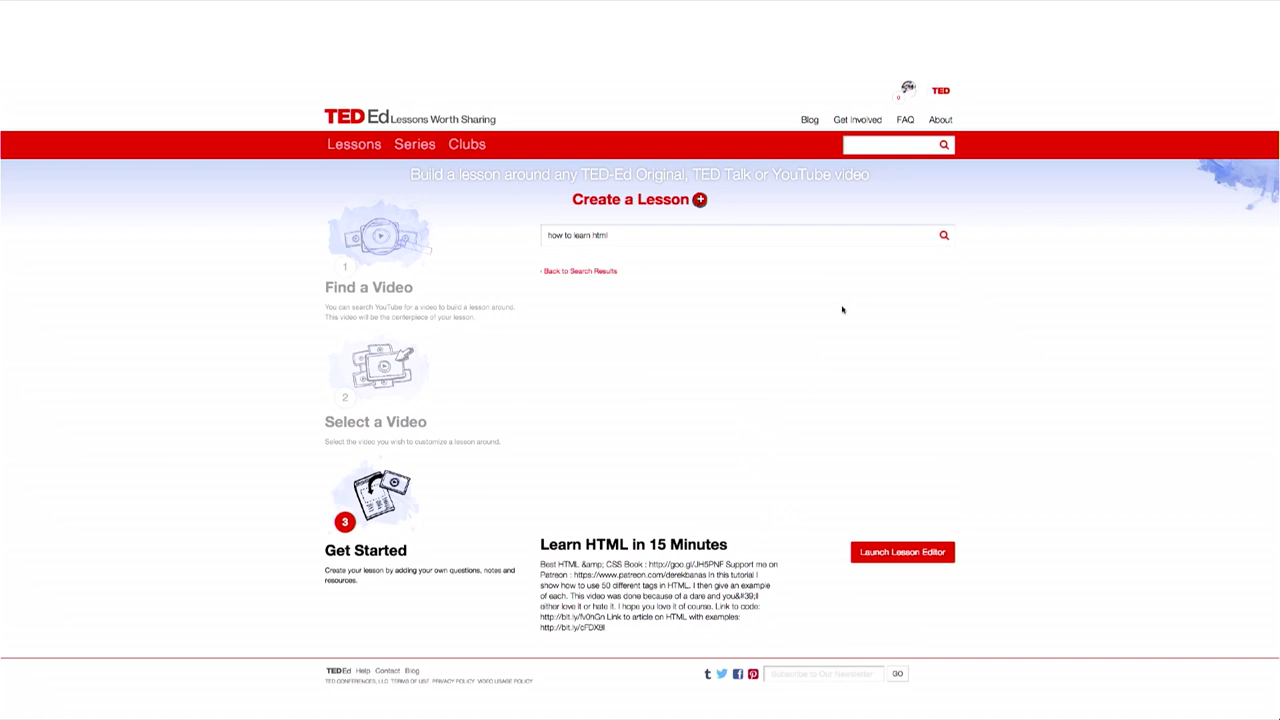 0
TED
TED Ed Lessons Worth Sharing
Blog Get Involved FAQ About
Lessons Series Clubs
Build a lesson around any TED-Ed Original, TED Talk or YouTube video
Create a Lesson +
how to learn html
‹ Back to Search Results
1
Find a Video
You can search YouTube for a video to build a lesson around.
This video will be the centerpiece of your lesson.
2
Select a Video
Select the video you wish to customize a lesson around.
3
Get Started
Create your lesson by adding your own questions, notes and
resources.
Learn HTML in 15 Minutes
Launch Lesson Editor
Best HTML &amp; CSS Book : http://goo.gl/JH5PNF Support me on
Patreon : https://www.patreon.com/derekbanas In this tutorial I
show how to use 50 different tags in HTML. I then give an example
of each. This video was done because of a dare and you&#39;ll
either love it or hate it. I hope you love it of course. Link to code:
Link to article on HTML with examples:
TED Ed Help Contact Blog
TED CONFERENCES, LLC TERMS OF USE PRIVACY POLICY VIDEO USAGE POLICY
Subscribe to Our Newsletter GO